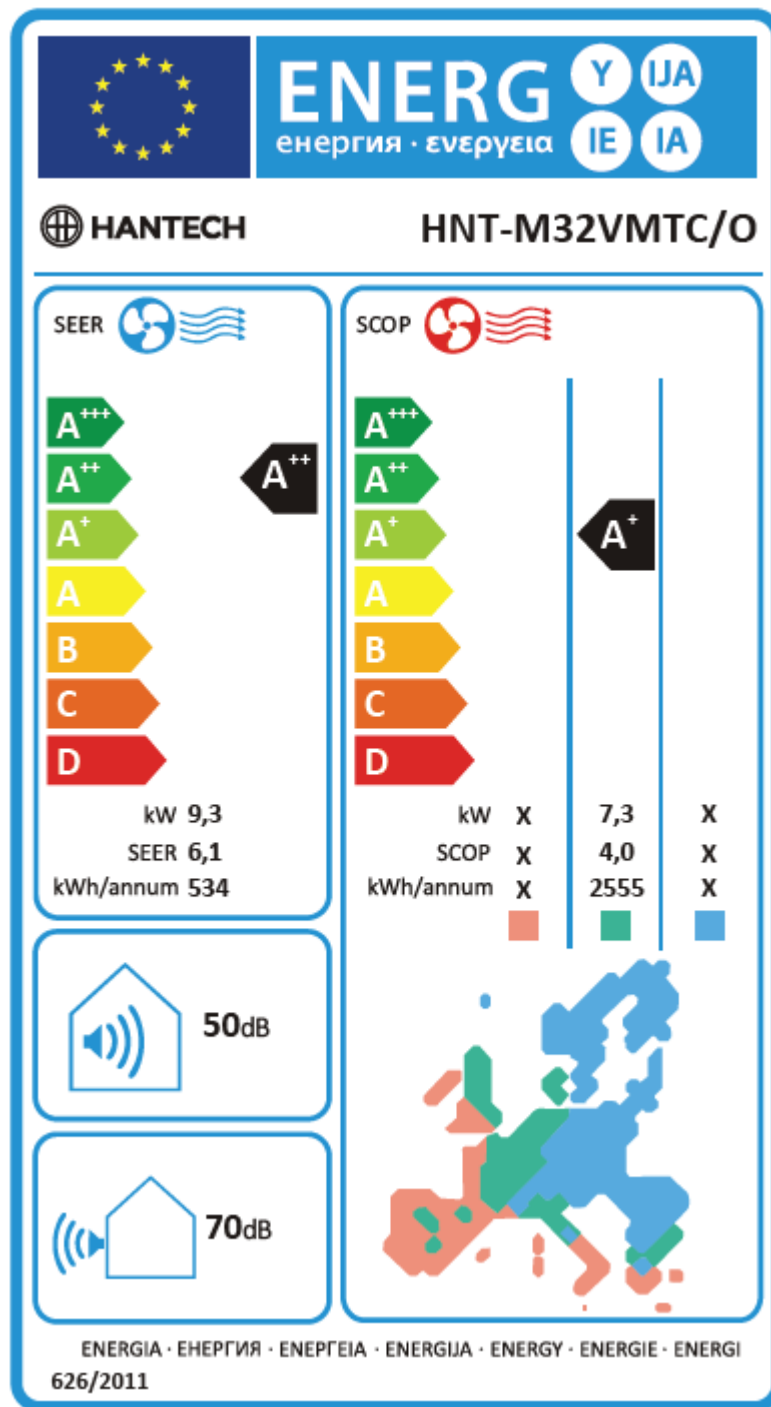 ENERG
енергия · ενεργεια
Y IJA
IE IA
HANTECH
HNT-M32VMTC/O
SEER
A+++
A++
A+
A
B
C
D
A++
kW 9,3
SEER 6,1
kWh/annum 534
SCOP
A+++
A++
A+
A
B
C
D
A+
kW X 7,3 X
SCOP X 4,0 X
kWh/annum X 2555 X
50dB
70dB
ENERGIA · ЕНЕРГИЯ · ΕΝΕΡΓΕΙΑ · ENERGIJA · ENERGY · ENERGIE · ENERGI
626/2011